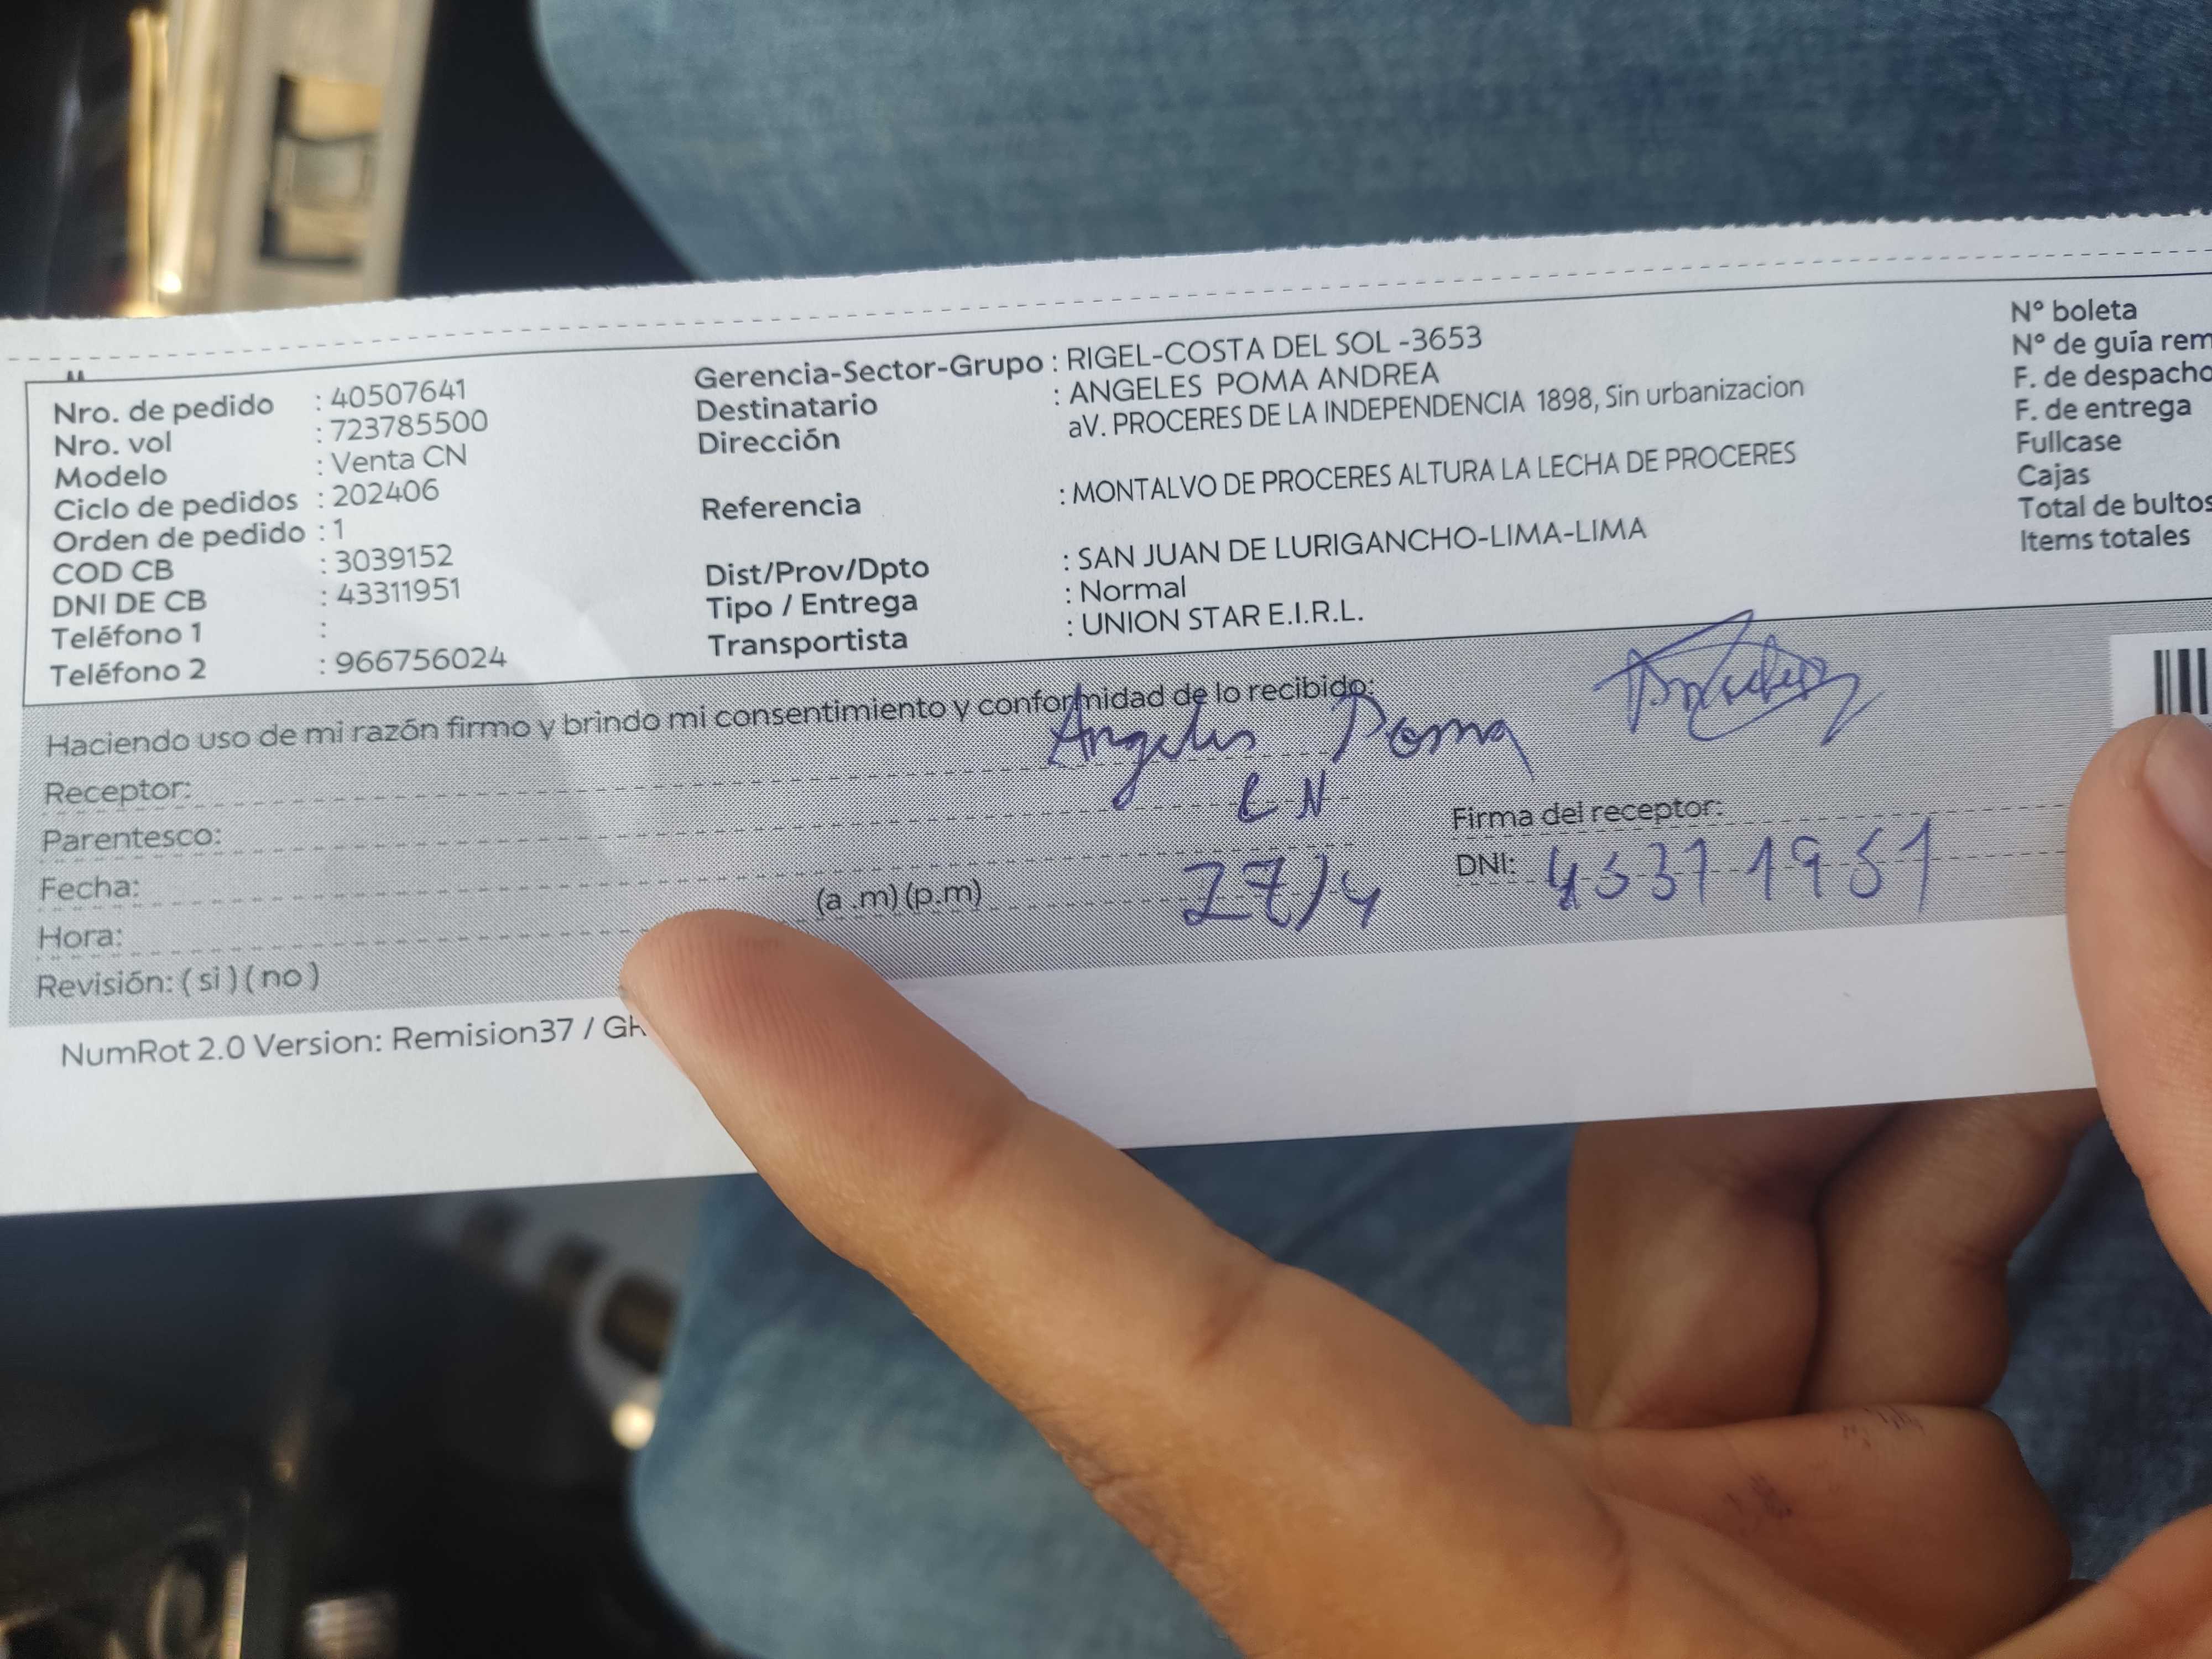 Nro. de pedido : 40507641
Nro. vol : 723785500
Modelo : Venta CN
Ciclo de pedidos : 202406
Orden de pedido : 1
COD CB : 3039152
DNI DE CB : 43311951
Teléfono 1 :
Teléfono 2 : 966756024
Gerencia-Sector-Grupo : RIGEL-COSTA DEL SOL -3653
Destinatario : ANGELES POMA ANDREA
Dirección aV. PROCERES DE LA INDEPENDENCIA 1898, Sin urbanizacion
Referencia : MONTALVO DE PROCERES ALTURA LA LECHA DE PROCERES
Dist/Prov/Dpto : SAN JUAN DE LURIGANCHO-LIMA-LIMA
Tipo / Entrega : Normal
Transportista : UNION STAR E.I.R.L.
N° boleta
N° de guía rem
F. de despacho
F. de entrega
Fullcase
Cajas
Total de bultos
Items totales
Haciendo uso de mi razón firmo y brindo mi consentimiento y conformidad de lo recibido:
Receptor: Angeles Poma
Parentesco: CN
Fecha: 27/4
Hora: (a .m) (p.m)
Revisión: ( si ) ( no )
Firma del receptor:
DNI: 43311951
NumRot 2.0 Version: Remision37 /